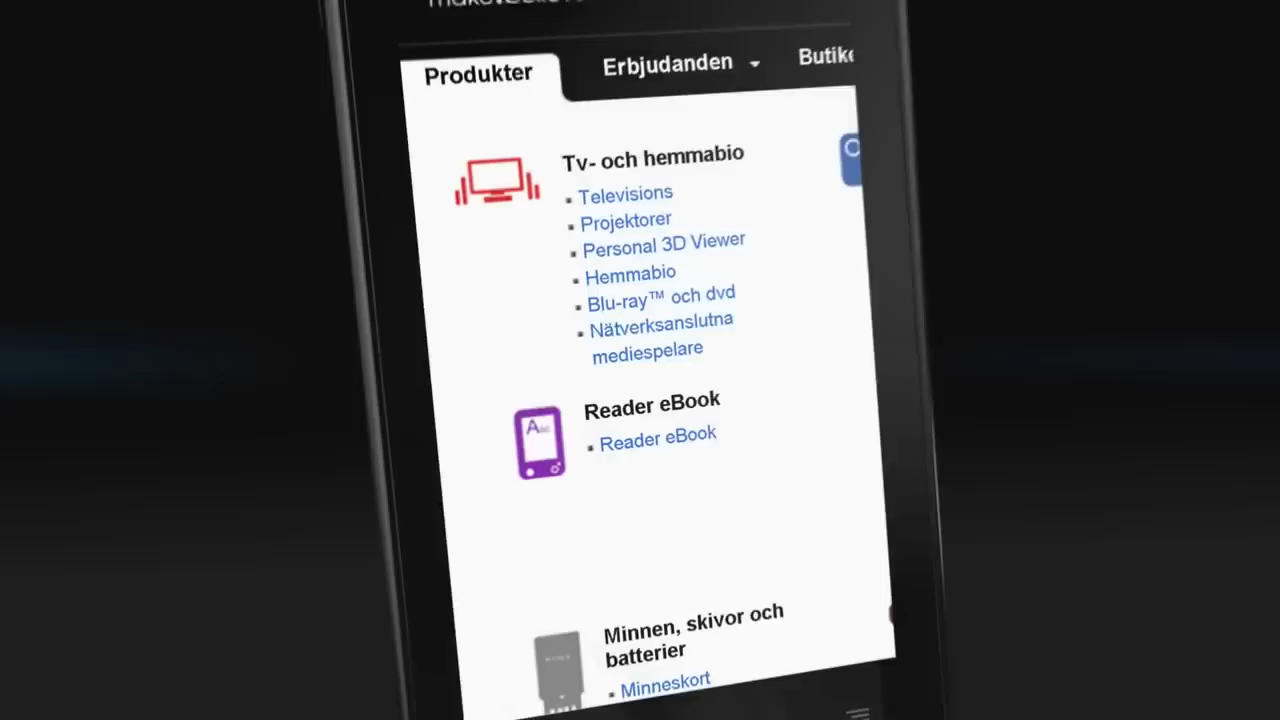 Produkter
Erbjudanden
Tv- och hemmabio
Televisions
Projektorer
Personal 3D Viewer
Hemmabio
Blu-ray™ och dvd
Nätverksanslutna
mediespelare
Reader eBook
Reader eBook
Minnen, skivor och
batterier
Minneskort